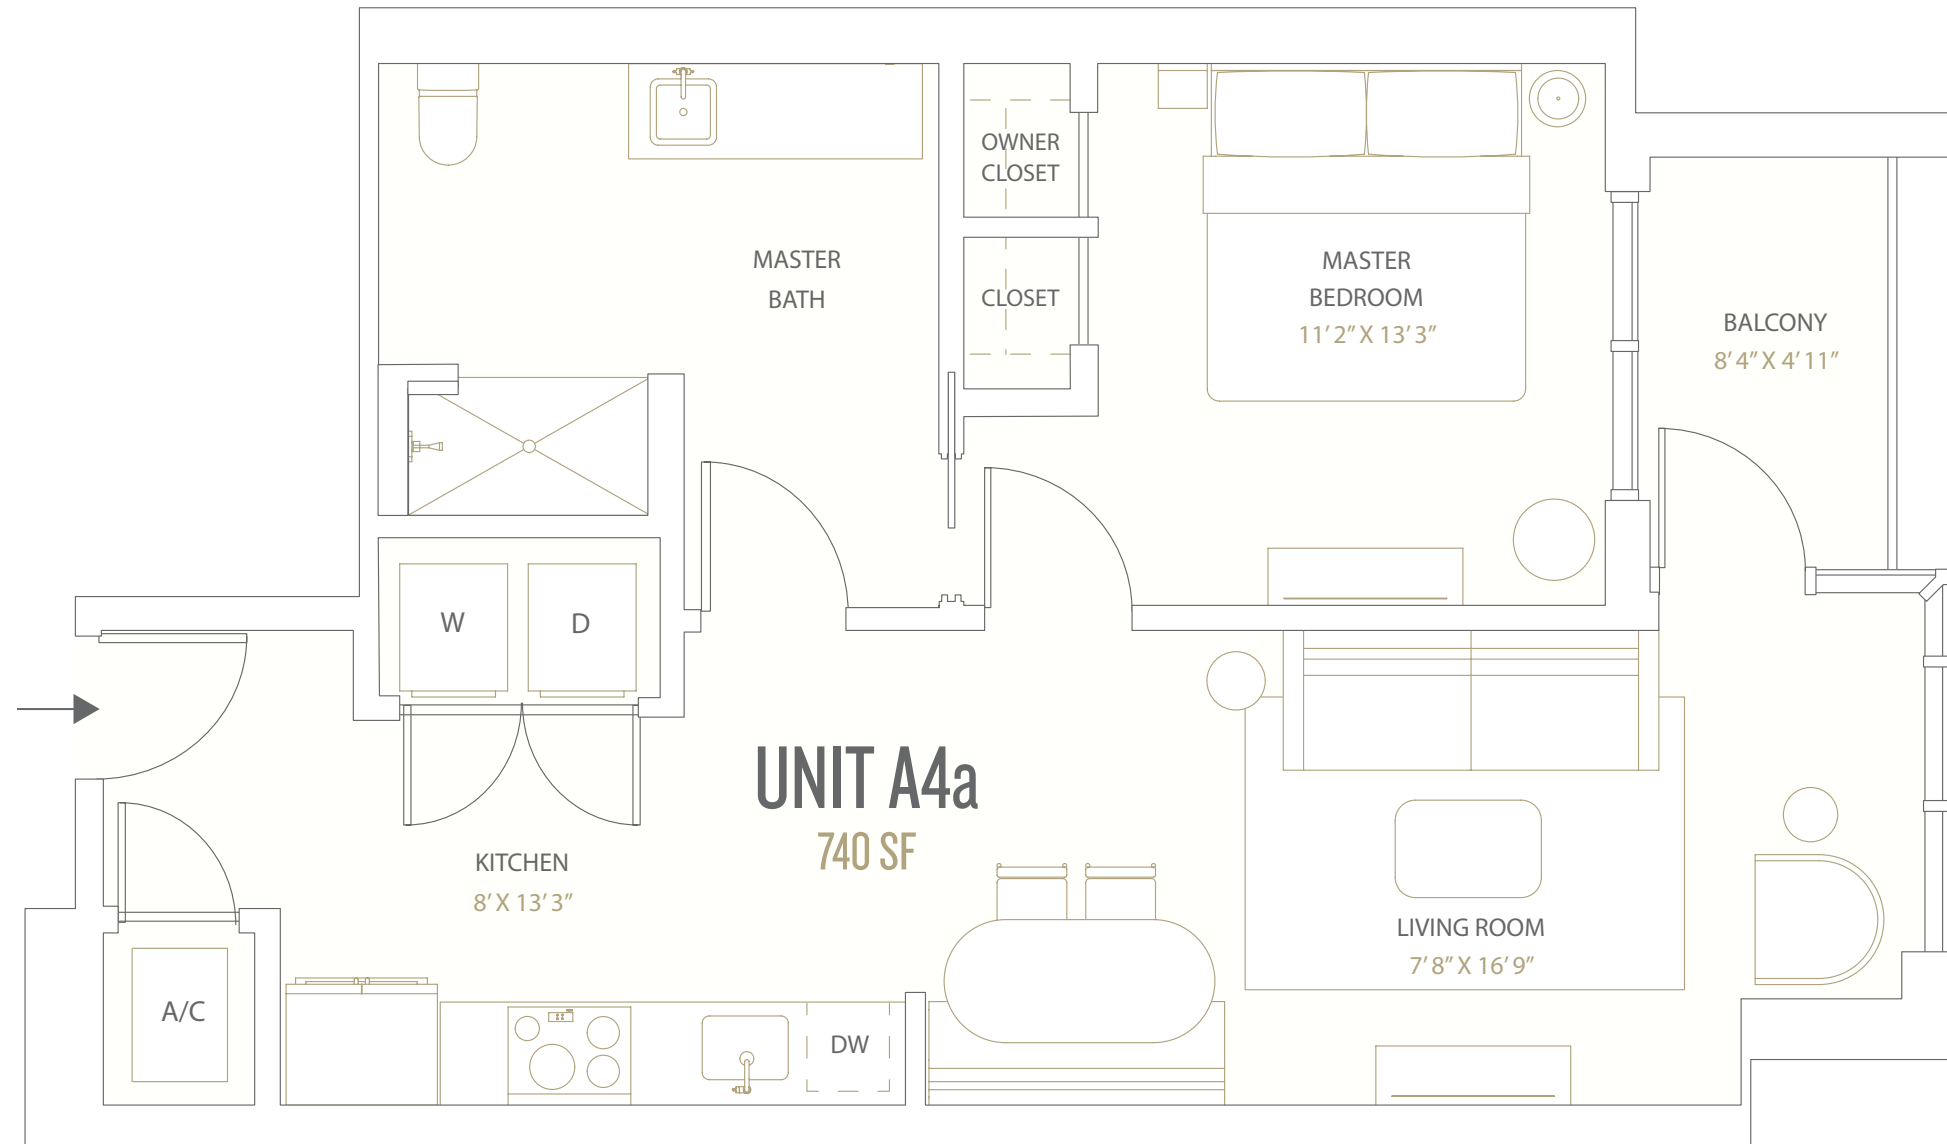 OWNER
CLOSET
MASTER
BATH
CLOSET
MASTER
BEDROOM
11’2” X 13’3”
BALCONY
8’4” X 4’11”
W
D
UNIT A4a
740 SF
KITCHEN
8’ X 13’3”
LIVING ROOM
7’8” X 16’9”
A/C
DW